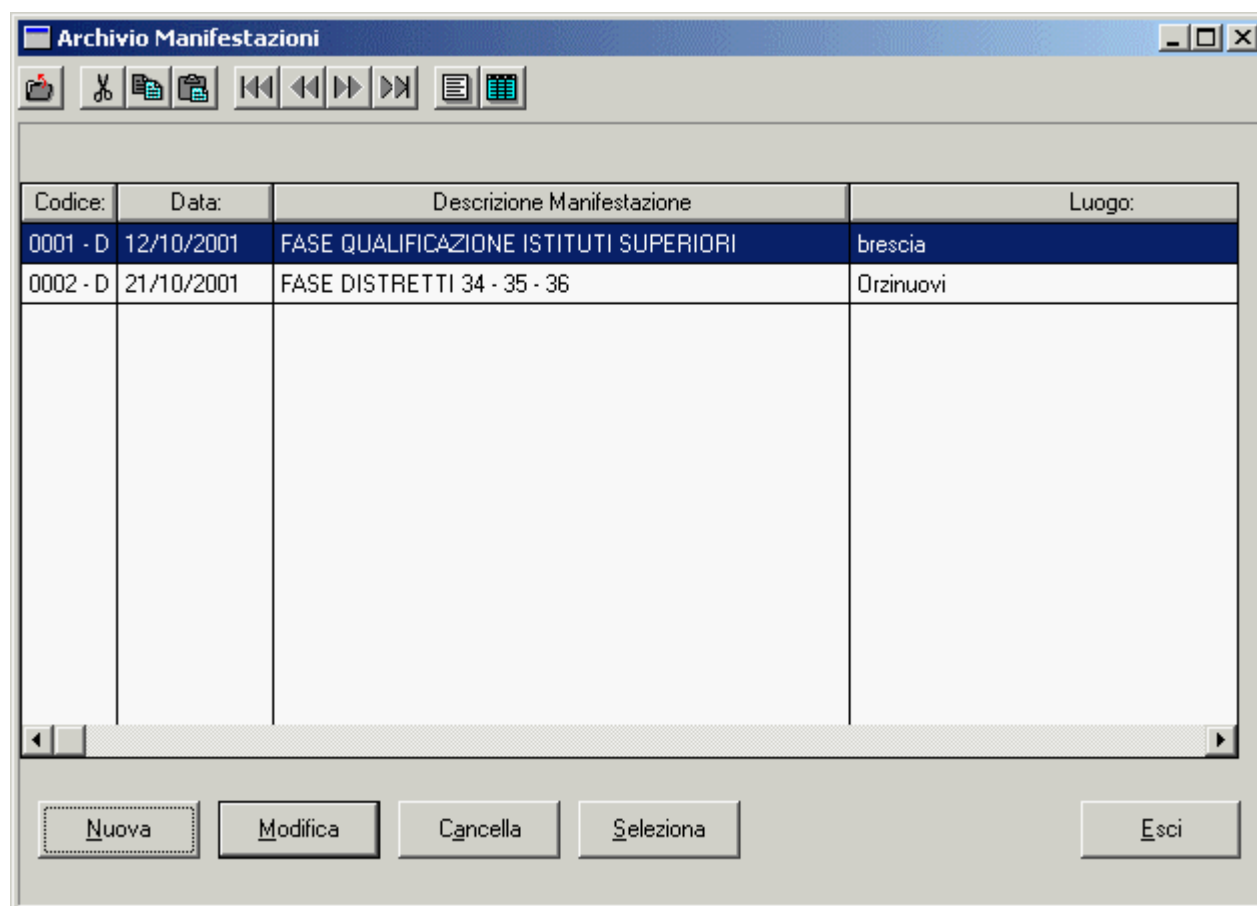 Archivio Manifestazioni
Codice: Data: Descrizione Manifestazione Luogo:
0001 - D 12/10/2001 FASE QUALIFICAZIONE ISTITUTI SUPERIORI brescia
0002 - D 21/10/2001 FASE DISTRETTI 34 - 35 - 36 Orzinuovi
Nuova Modifica Cancella Seleziona Esci